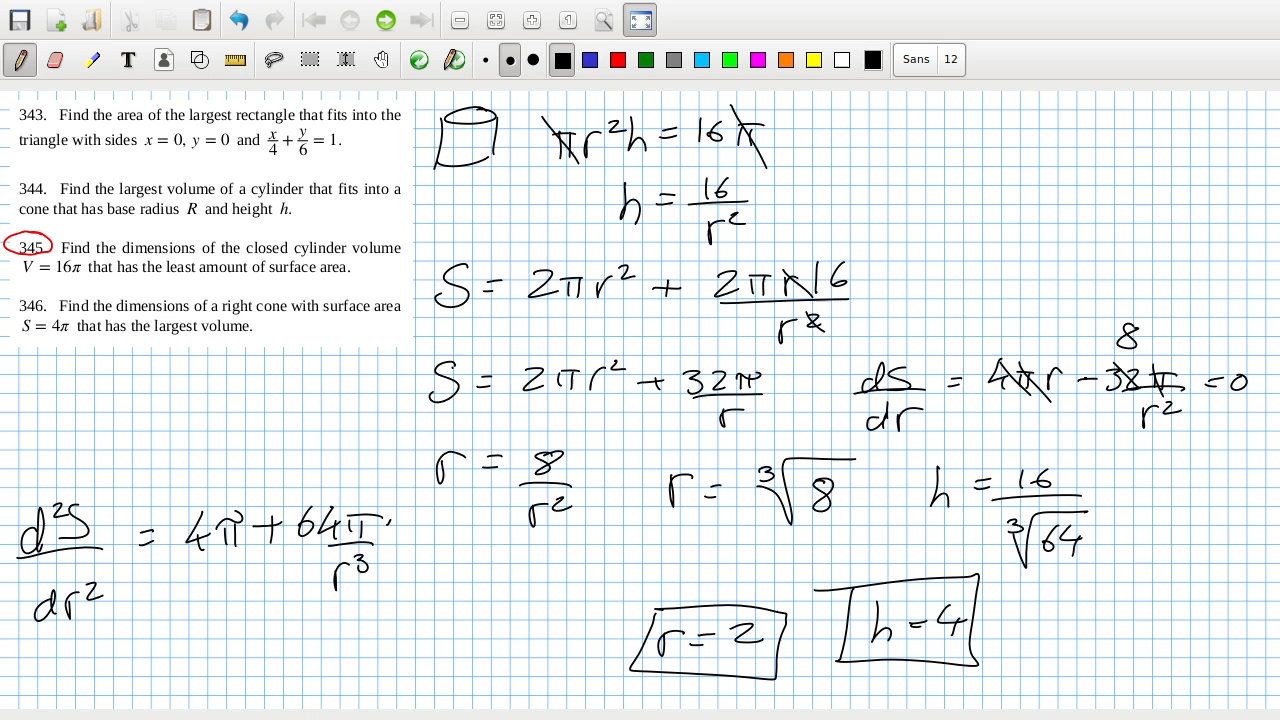 Sans 12
343. Find the area of the largest rectangle that fits into the
triangle with sides x = 0, y = 0 and x/4 + y/6 = 1.
344. Find the largest volume of a cylinder that fits into a
cone that has base radius R and height h.
345. Find the dimensions of the closed cylinder volume
V = 16π that has the least amount of surface area.
346. Find the dimensions of a right cone with surface area
S = 4π that has the largest volume.
πr²h = 16π
h = 16/r²
S = 2πr² + 2πr16/r²
S = 2πr² + 32π/r
dS/dr = 4πr - 32π/r² = 0
8
r = 8/r²
r = ∛8
h = 16/∛64
d²S/dr² = 4π + 64π/r³
r = 2
h = 4